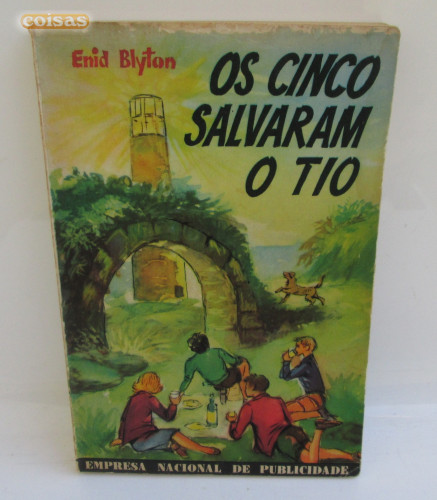 coisas
Enid Blyton
OS CINCO
SALVARAM
O TIO
EMPRESA NACIONAL DE PUBLICIDADE